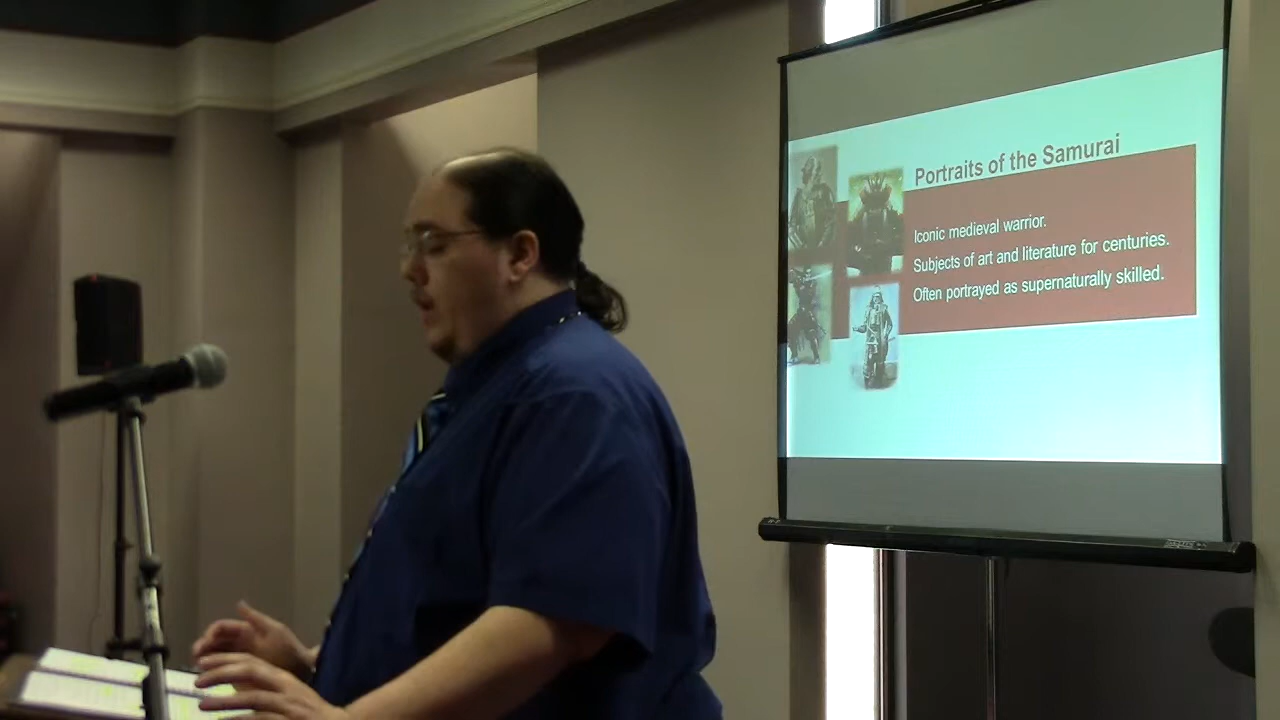 Portraits of the Samurai
Iconic medieval warrior.
Subjects of art and literature for centuries.
Often portrayed as supernaturally skilled.